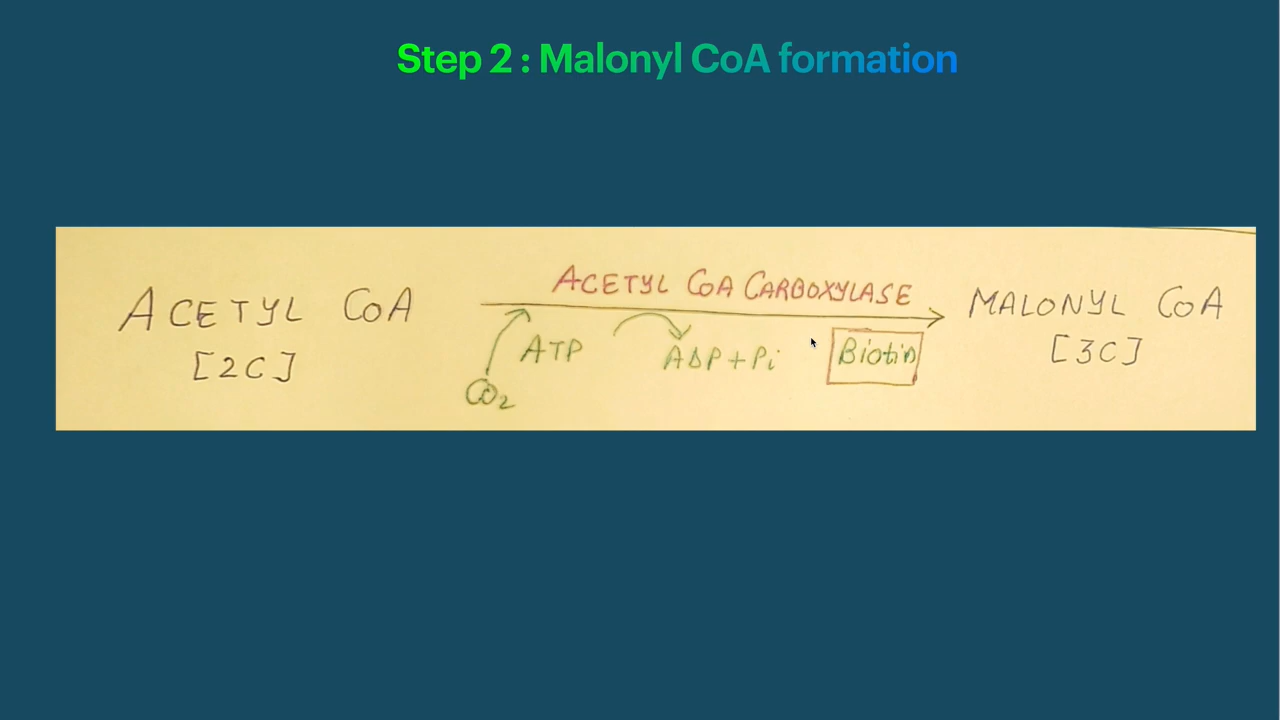 Step 2 : Malonyl CoA formation
ACETYL CoA CARBOXYLASE
ACETYL CoA
MALONYL CoA
ATP
ADP + Pi
Biotin
[2C]
[3C]
CO2